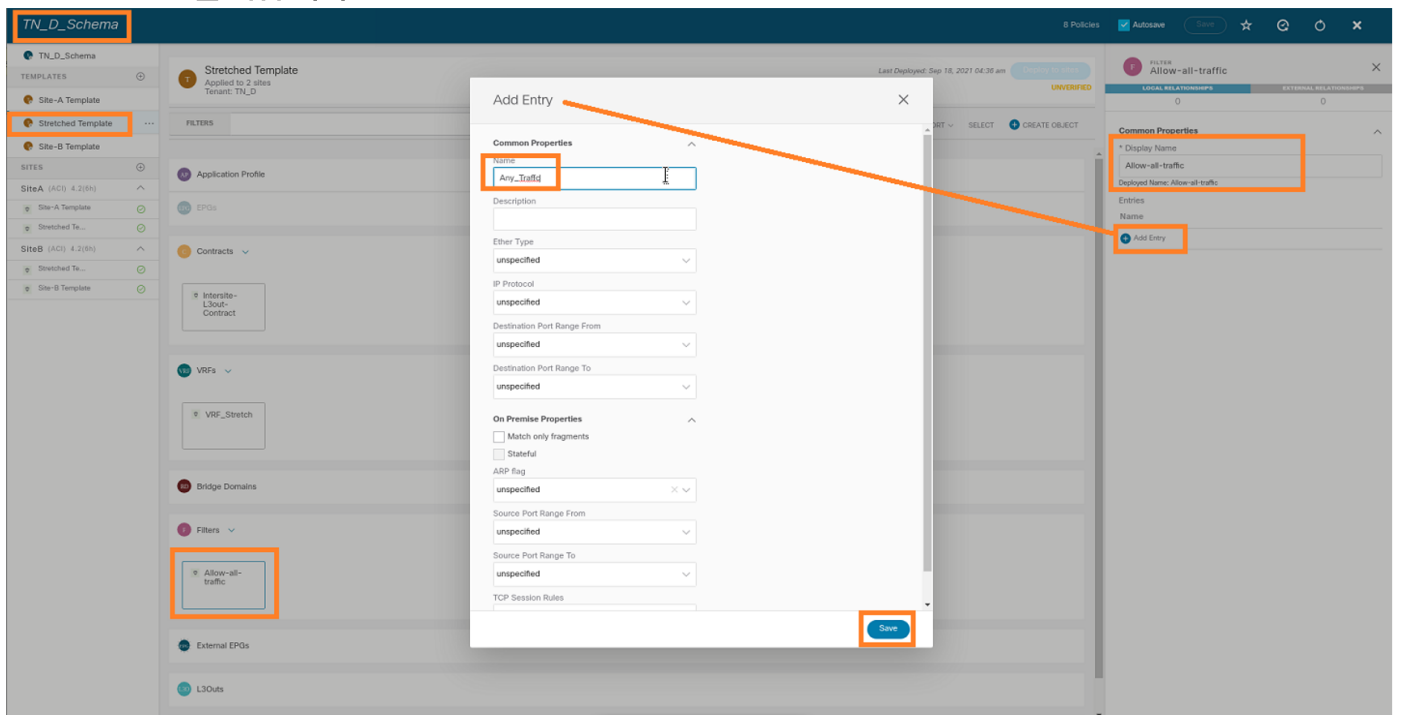 TN_D_Schema
8 Policies
Autosave
Save
TN_D_Schema
TEMPLATES
Site-A Template
Stretched Template
Site-B Template
SITES
SiteA (ACI) 4.2(5h)
Site-A Template
Stretched Te...
SiteB (ACI) 4.2(6h)
Stretched Te...
Site-B Template
T
Stretched Template
Applied to 2 sites
Tenant: TN_D
Last Deployed: Sep 18, 2021 04:36 am
UNVERIFIED
FILTERS
SELECT
CREATE OBJECT
AP
Application Profile
EPGs
Contracts
Intersite-
L3out-
Contract
VRFs
VRF_Stretch
BD
Bridge Domains
F
Filters
Allow-all-
traffic
External EPGs
L3Outs
Add Entry
Common Properties
Name
Any_Traffic
Description
Ether Type
unspecified
IP Protocol
unspecified
Destination Port Range From
unspecified
Destination Port Range To
unspecified
On Premise Properties
Match only fragments
Stateful
ARP flag
unspecified
Source Port Range From
unspecified
Source Port Range To
unspecified
TCP Session Rules
Save
F
FILTER
Allow-all-traffic
LOCAL RELATIONSHIPS
EXTERNAL RELATIONSHIPS
0
0
Common Properties
* Display Name
Allow-all-traffic
Deployed Name: Allow-all-traffic
Entries
Name
Add Entry